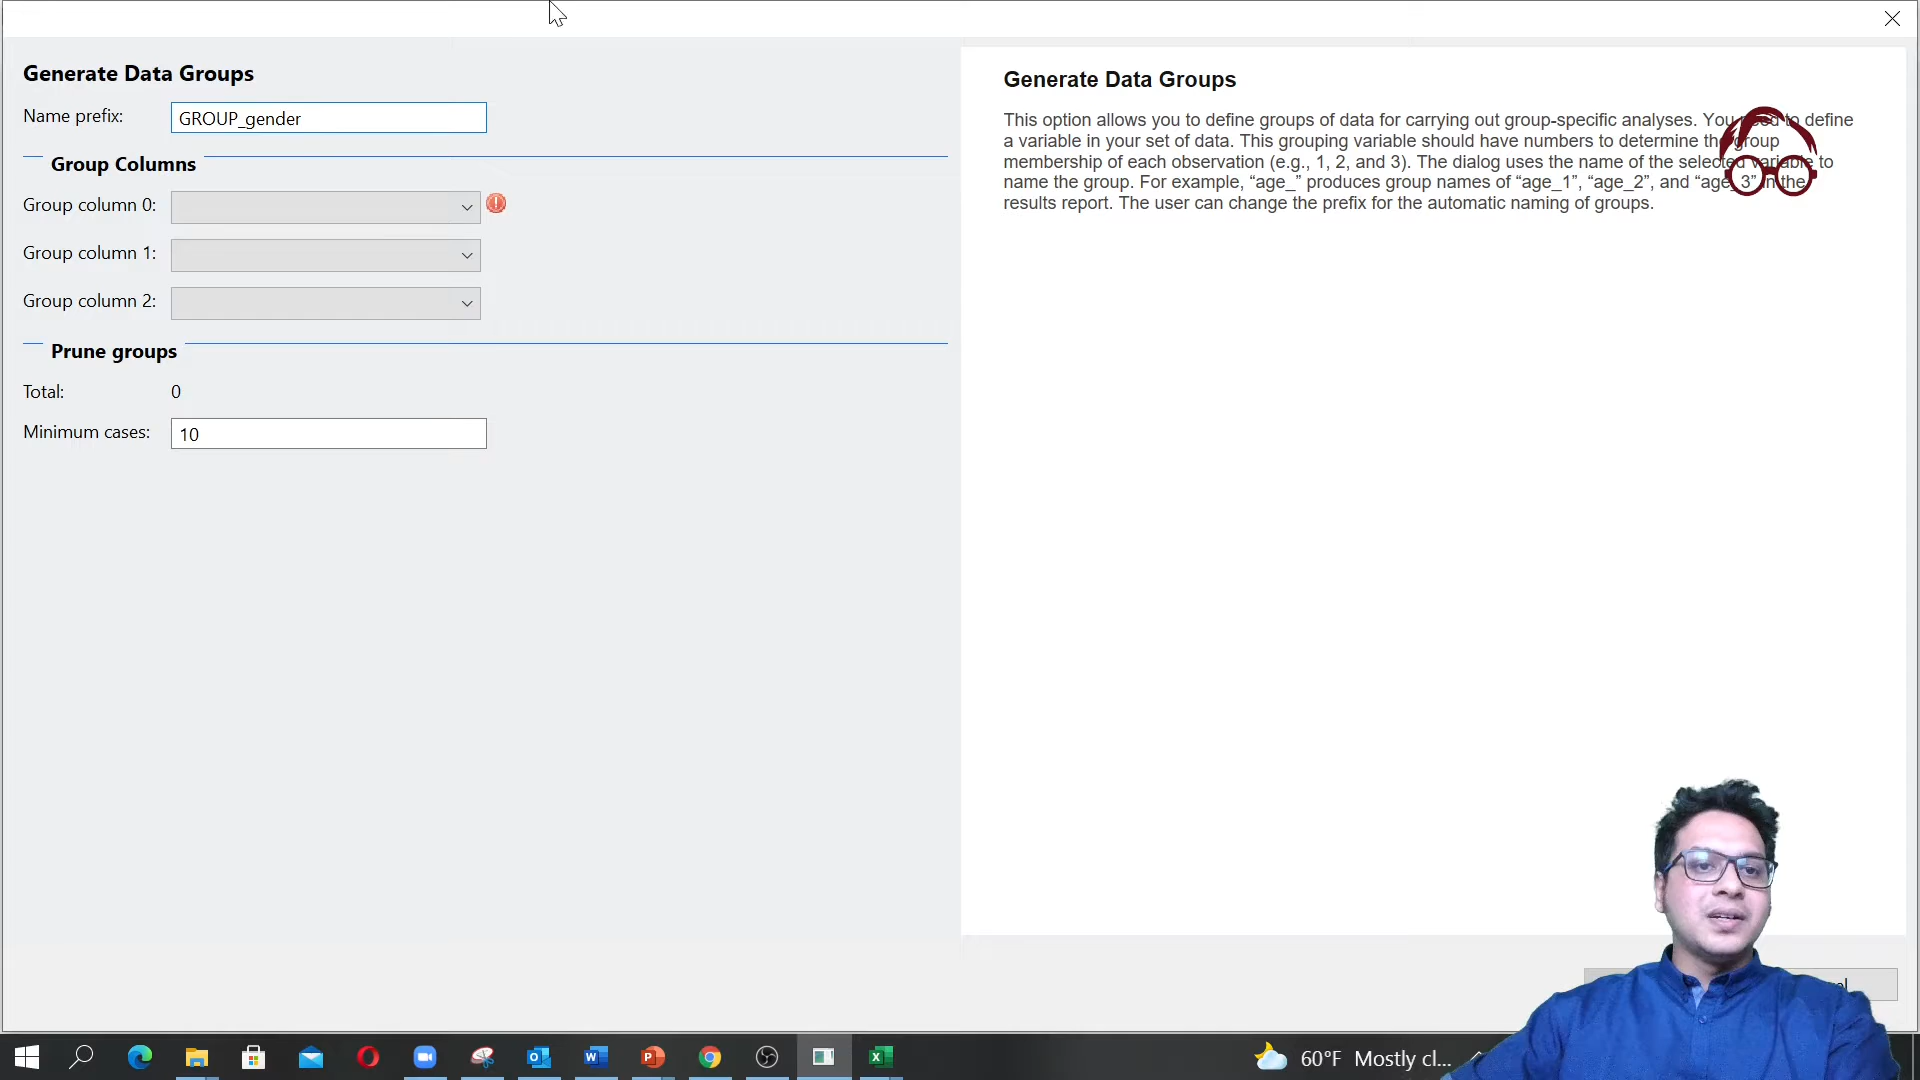 Generate Data Groups
Name prefix:
GROUP_gender
Group Columns
Group column 0:
Group column 1:
Group column 2:
Prune groups
Total:
0
Minimum cases:
10
Generate Data Groups
This option allows you to define groups of data for carrying out group-specific analyses. You need to define
a variable in your set of data. This grouping variable should have numbers to determine the group
membership of each observation (e.g., 1, 2, and 3). The dialog uses the name of the selected variable to
name the group. For example, “age_” produces group names of “age_1”, “age_2”, and “age_3” in the
results report. The user can change the prefix for the automatic naming of groups.
60°F Mostly cl...